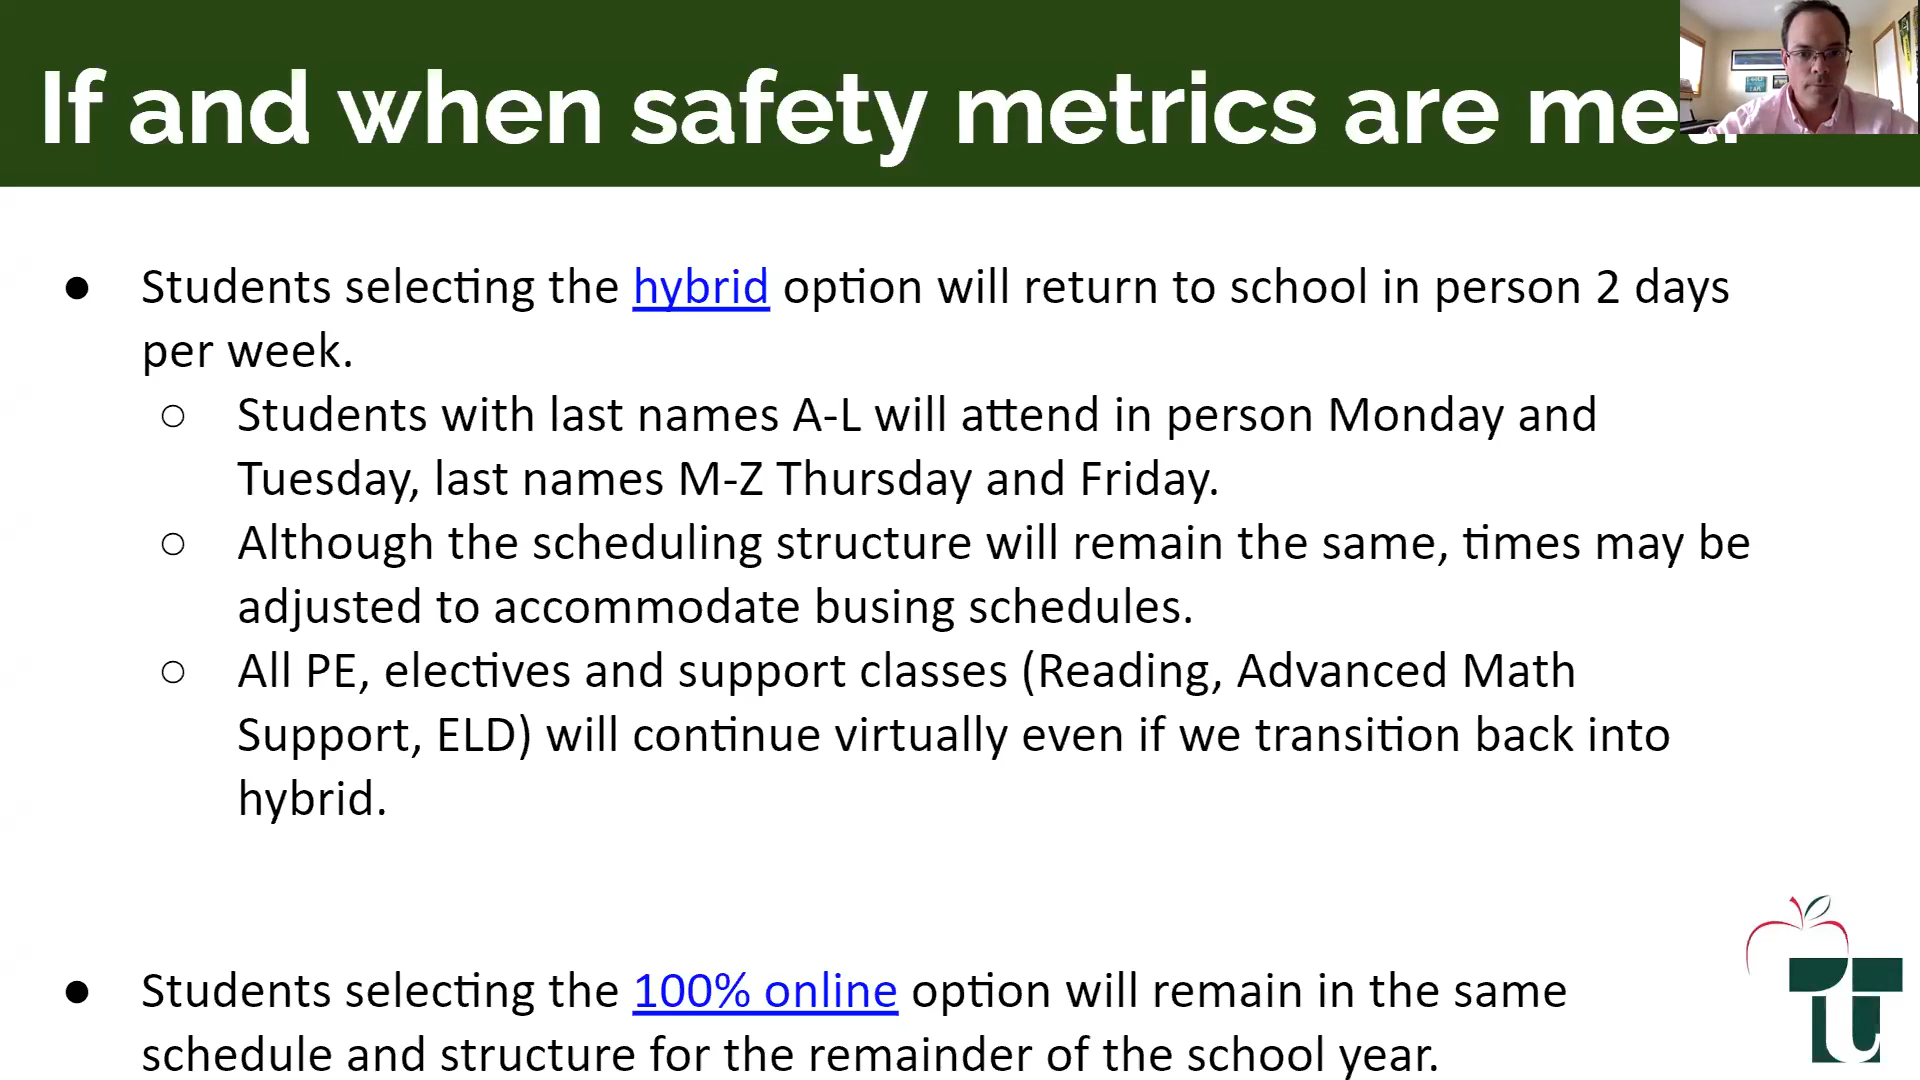 If and when safety metrics are met.
● Students selecting the hybrid option will return to school in person 2 days
per week.
○ Students with last names A-L will attend in person Monday and
Tuesday, last names M-Z Thursday and Friday.
○ Although the scheduling structure will remain the same, times may be
adjusted to accommodate busing schedules.
○ All PE, electives and support classes (Reading, Advanced Math
Support, ELD) will continue virtually even if we transition back into
hybrid.
● Students selecting the 100% online option will remain in the same
schedule and structure for the remainder of the school year.